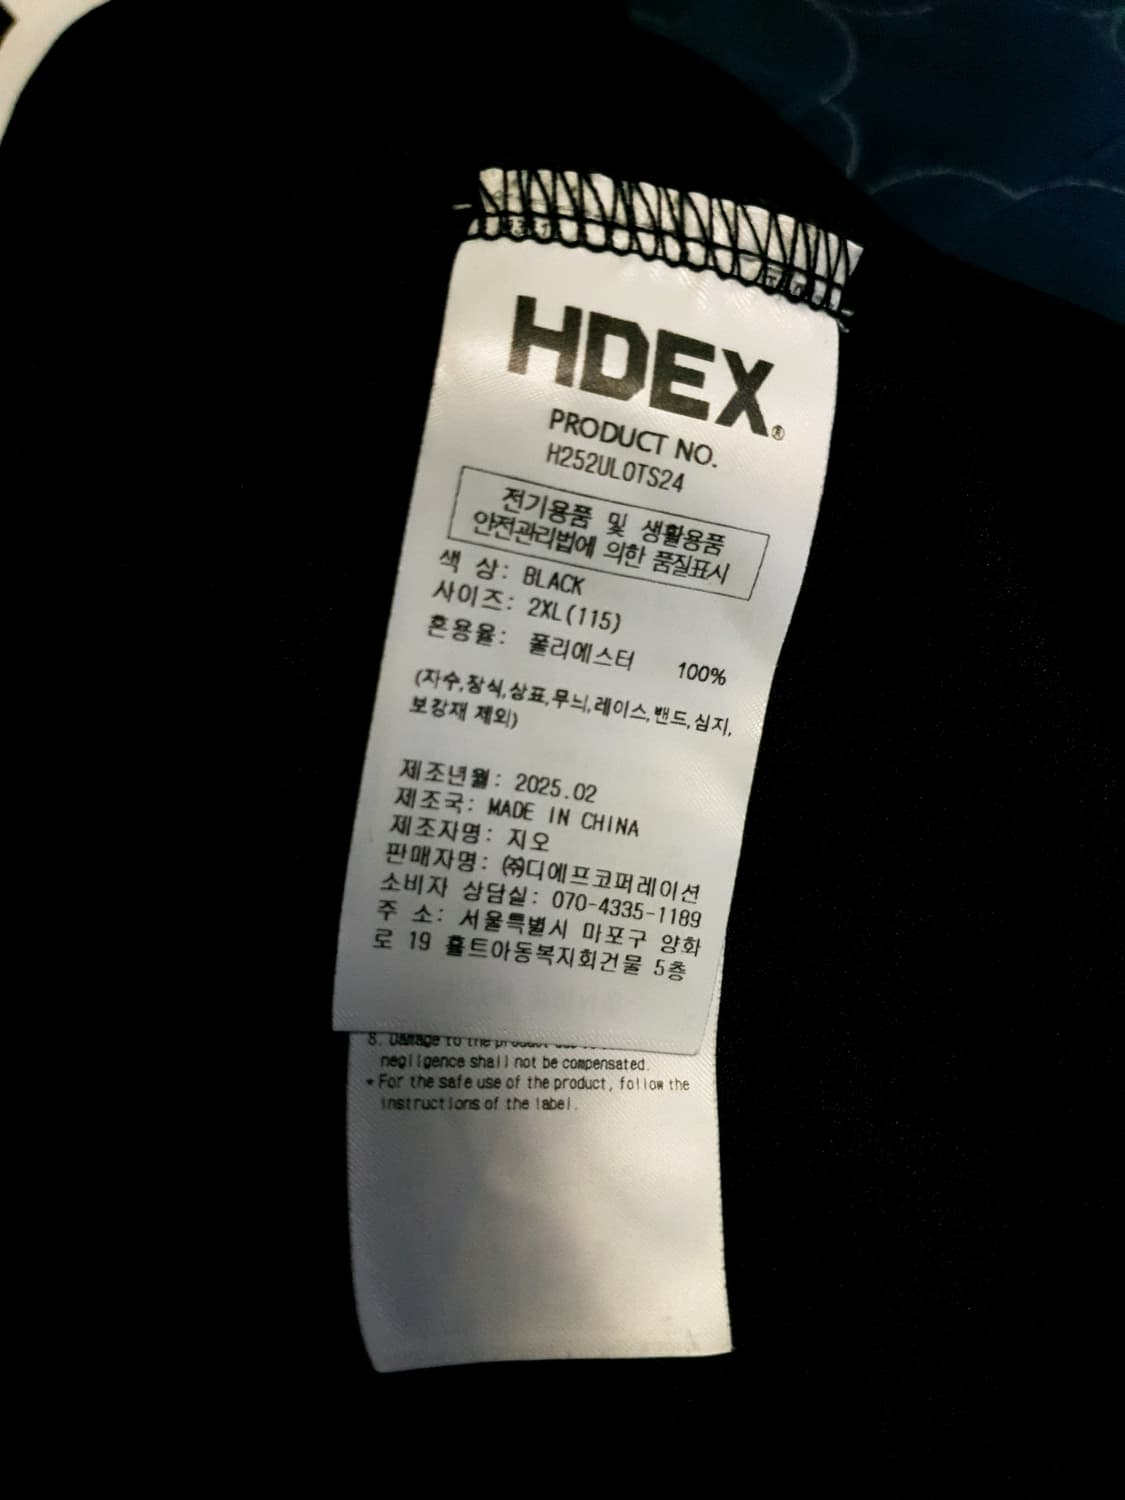 HDEX®
PRODUCT NO.
H252UL0TS24
전기용품 및 생활용품
안전관리법에 의한 품질표시
색 상: BLACK
사이즈: 2XL(115)
혼용율: 폴리에스터 100%
(자수,장식,상표,무늬,레이스,밴드,심지,
보강재 제외)
제조년월: 2025.02
제조국: MADE IN CHINA
제조자명: 지오
판매자명: ㈜디에프코퍼레이션
소비자 상담실: 070-4335-1189
주 소: 서울특별시 마포구 양화
로 19 홀트아동복지회건물 5층
8. Damage to the product due to
negligence shall not be compensated.
* For the safe use of the product, follow the
instructions of the label.